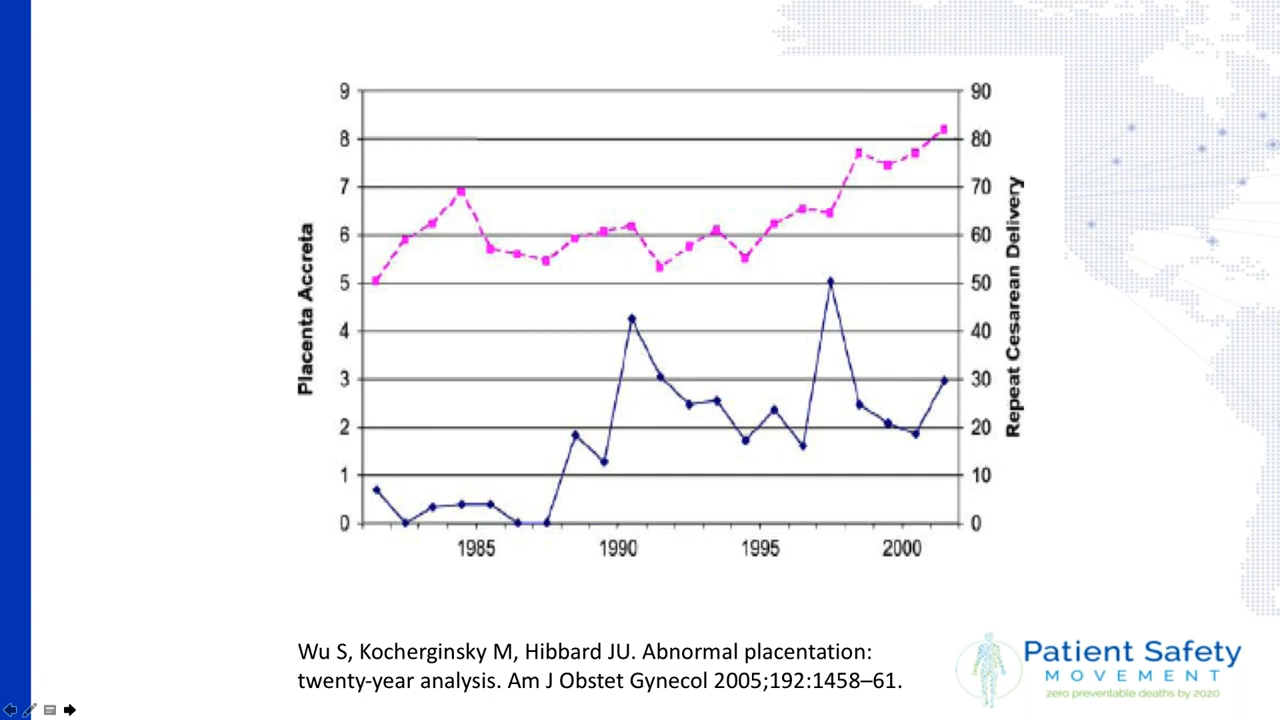 9
8
7
6
5
4
3
2
1
0
Placenta Accreta
90
80
70
60
50
40
30
20
10
0
Repeat Cesarean Delivery
1985 1990 1995 2000
Wu S, Kocherginsky M, Hibbard JU. Abnormal placentation:
twenty-year enalysis. Am J Obstet Gynecol 2005;192:1458–61.
Patient Safety
MOVEMENT
zero preventable deaths by 2020